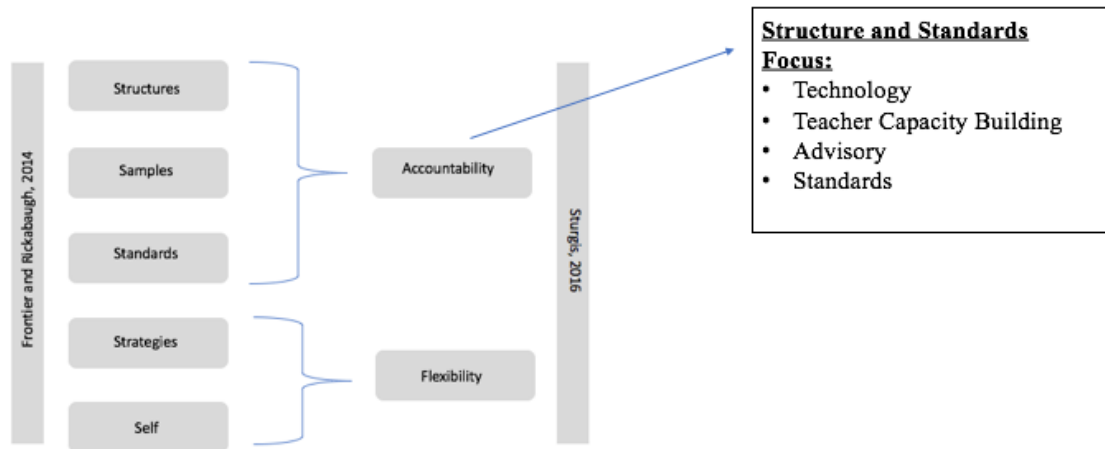 Frontier and Rickabaugh, 2014
Structures
Samples
Standards
Strategies
Self
Accountability
Flexibility
Sturgis, 2016
Structure and Standards
Focus:
• Technology
• Teacher Capacity Building
• Advisory
• Standards